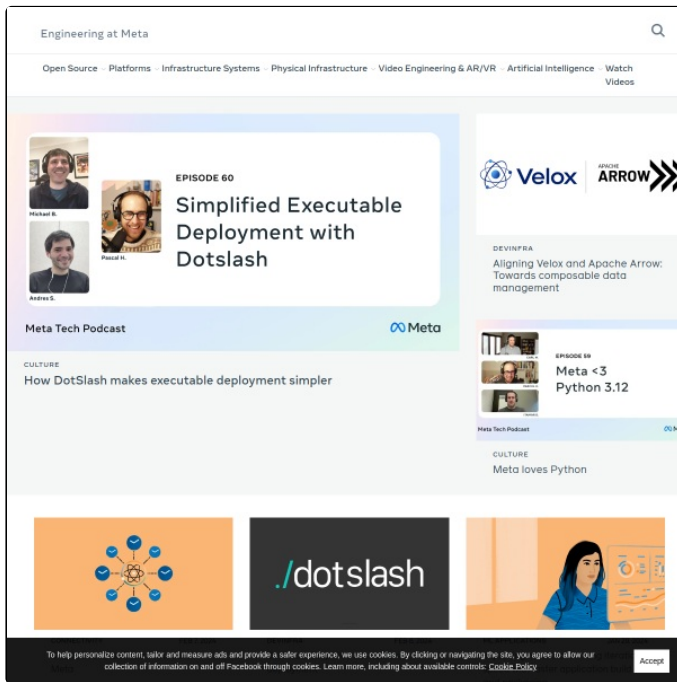 Engineering at Meta
Open Source
Platforms
Infrastructure Systems
Physical Infrastructure
Video Engineering & AR/VR
Artificial Intelligence
Watch
Videos
EPISODE 60
Simplified Executable
Deployment with
Dotslash
Michael B.
Pascal H.
Andres S.
Meta Tech Podcast
Meta
CULTURE
How DotSlash makes executable deployment simpler
Velox
APACHE
ARROW
DEVINFRA
Aligning Velox and Apache Arrow:
Towards composable data
management
EPISODE 59
Meta <3
Python 3.12
Meta Tech Podcast
CULTURE
Meta loves Python
./dotslash
To help personalize content, tailor and measure ads and provide a safer experience, we use cookies. By clicking or navigating the site, you agree to allow our
collection of information on and off Facebook through cookies. Learn more, including about available controls: Cookie Policy
Accept